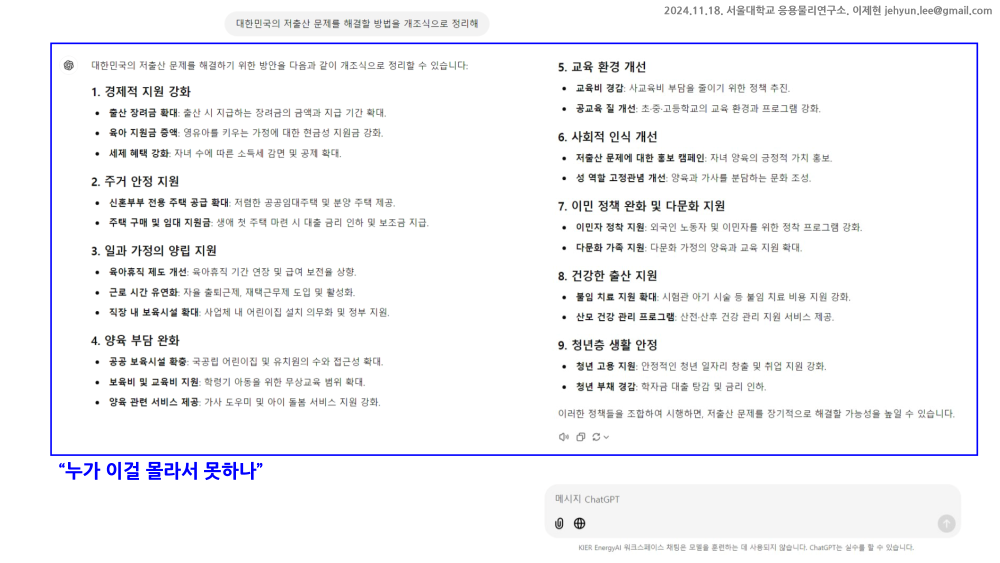 2024.11.18. 서울대학교 응용물리연구소. 이제현 jehyun.lee@gmail.com
대한민국의 저출산 문제를 해결할 방법을 개조식으로 정리해
대한민국의 저출산 문제를 해결하기 위한 방안을 다음과 같이 개조식으로 정리할 수 있습니다:
1. 경제적 지원 강화
• 출산 장려금 확대: 출산 시 지급하는 장려금의 금액과 지급 기간 확대.
• 육아 지원금 증액: 영유아를 키우는 가정에 대한 현금성 지원금 강화.
• 세제 혜택 강화: 자녀 수에 따른 소득세 감면 및 공제 확대.
2. 주거 안정 지원
• 신혼부부 전용 주택 공급 확대: 저렴한 공공임대주택 및 분양 주택 제공.
• 주택 구매 및 임대 지원금: 생애 첫 주택 마련 시 대출 금리 인하 및 보조금 지급.
3. 일과 가정의 양립 지원
• 육아휴직 제도 개선: 육아휴직 기간 연장 및 급여 보전율 상향.
• 근로 시간 유연화: 자율 출퇴근제, 재택근무제 도입 및 활성화.
• 직장 내 보육시설 확대: 사업체 내 어린이집 설치 의무화 및 정부 지원.
4. 양육 부담 완화
• 공공 보육시설 확충: 국공립 어린이집 및 유치원의 수와 접근성 확대.
• 보육비 및 교육비 지원: 학령기 아동을 위한 무상교육 범위 확대.
• 양육 관련 서비스 제공: 가사 도우미 및 아이 돌봄 서비스 지원 강화.
5. 교육 환경 개선
• 교육비 경감: 사교육비 부담을 줄이기 위한 정책 추진.
• 공교육 질 개선: 초·중·고등학교의 교육 환경과 프로그램 강화.
6. 사회적 인식 개선
• 저출산 문제에 대한 홍보 캠페인: 자녀 양육의 긍정적 가치 홍보.
• 성 역할 고정관념 개선: 양육과 가사를 분담하는 문화 조성.
7. 이민 정책 완화 및 다문화 지원
• 이민자 정착 지원: 외국인 노동자 및 이민자를 위한 정착 프로그램 강화.
• 다문화 가족 지원: 다문화 가정의 양육과 교육 지원 확대.
8. 건강한 출산 지원
• 불임 치료 지원 확대: 시험관 아기 시술 등 불임 치료 비용 지원 강화.
• 산모 건강 관리 프로그램: 산전·산후 건강 관리 지원 서비스 제공.
9. 청년층 생활 안정
• 청년 고용 지원: 안정적인 청년 일자리 창출 및 취업 지원 강화.
• 청년 부채 경감: 학자금 대출 탕감 및 금리 인하.
이러한 정책들을 조합하여 시행하면, 저출산 문제를 장기적으로 해결할 가능성을 높일 수 있습니다.
“누가 이걸 몰라서 못하나”
메시지 ChatGPT
KIER EnergyAI 워크스페이스 채팅은 모델을 훈련하는 데 사용되지 않습니다. ChatGPT는 실수를 할 수 있습니다.